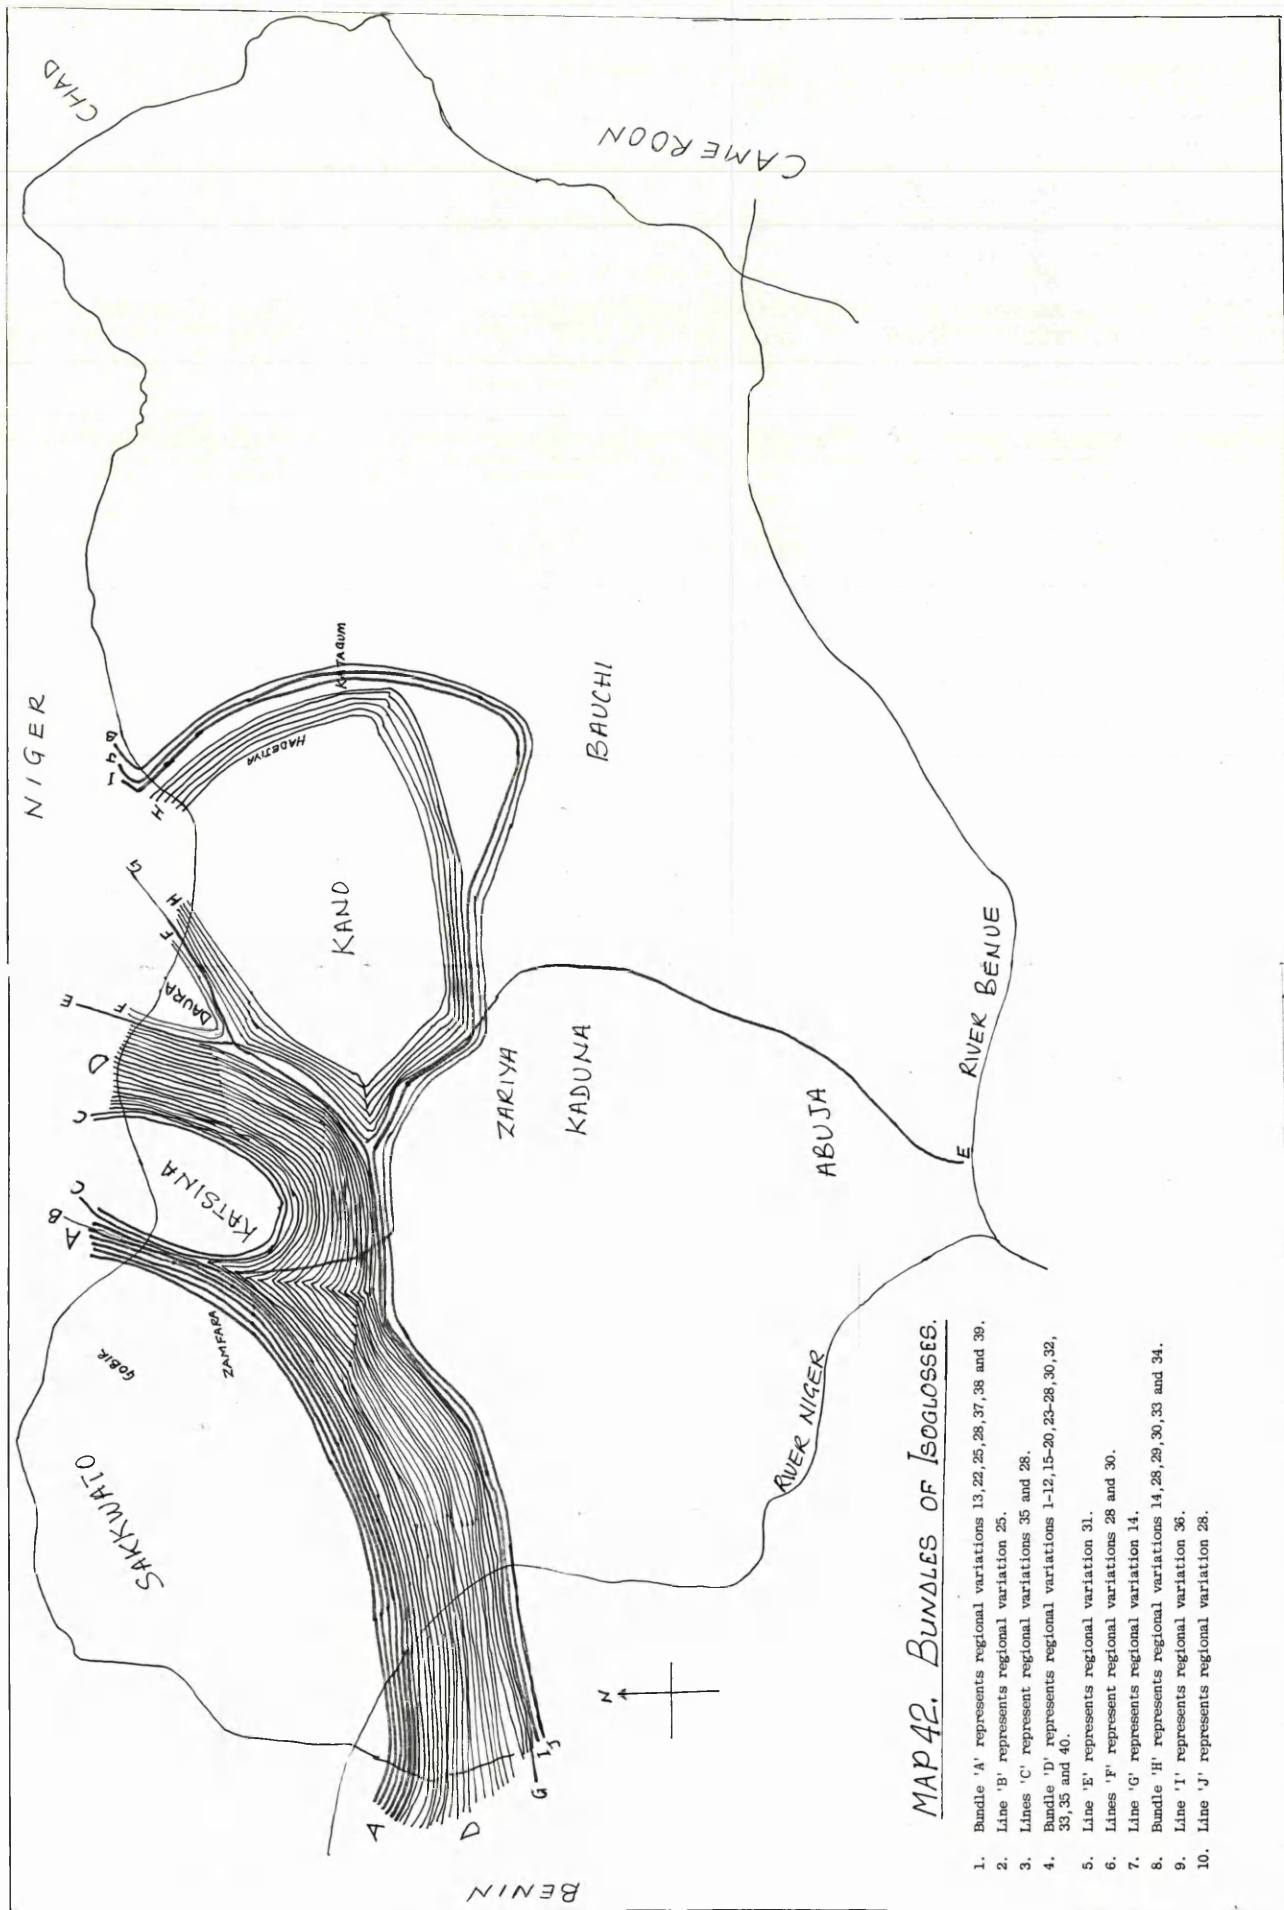 CHAD
CAMEROON
NIGER
B
J
I
H
G
H
F
E
F
D
C
C
B
A
DAURA
KATSINA
KANO
HADEJIYA
KATAGUM
BAUCHI
GOBIR
ZAMFARA
SAKKWATO
ZARIYA
KADUNA
ABUJA
E
RIVER BENUE
RIVER NIGER
BENIN
A
D
G
I
J
N
MAP 42. BUNDLES OF ISOGLOSSES.
1. Bundle 'A' represents regional variations 13,22,25,28,37,38 and 39.
2. Line 'B' represents regional variation 25.
3. Lines 'C' represent regional variations 35 and 28.
4. Bundle 'D' represents regional variations 1-12,15-20,23-28,30,32,
33,35 and 40.
5. Line 'E' represents regional variation 31.
6. Lines 'F' represent regional variations 28 and 30.
7. Line 'G' represents regional variation 14.
8. Bundle 'H' represents regional variations 14,28,29,30,33 and 34.
9. Line 'I' represents regional variation 36.
10. Line 'J' represents regional variation 28.